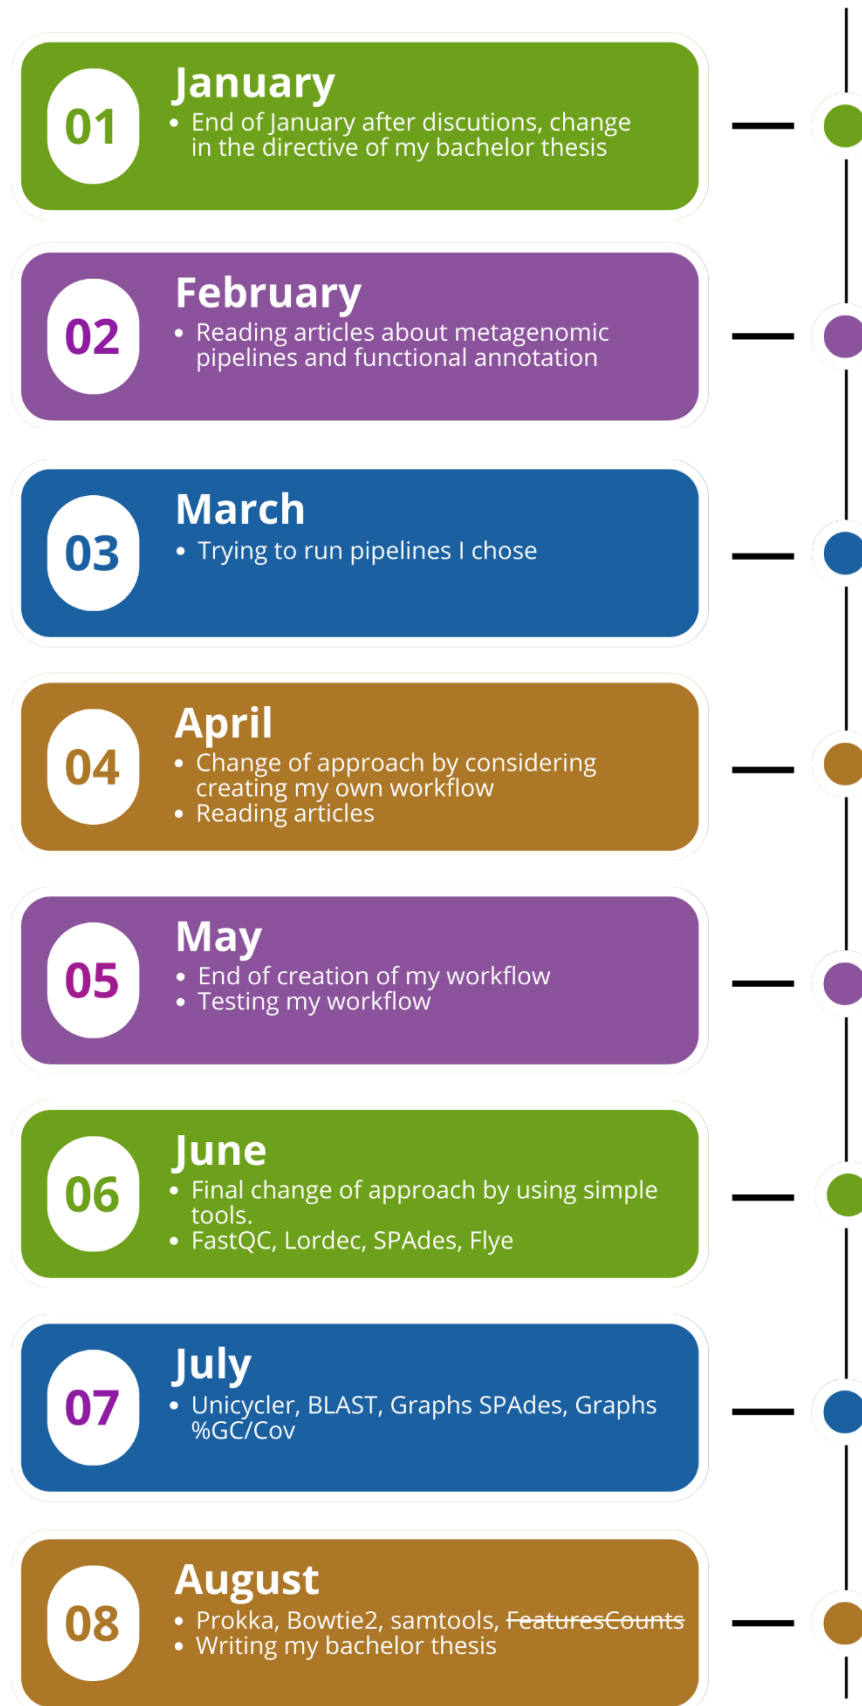 01
January
• End of January after discutions, change
in the directive of my bachelor thesis
02
February
• Reading articles about metagenomic
pipelines and functional annotation
03
March
• Trying to run pipelines I chose
04
April
• Change of approach by considering
creating my own workflow
• Reading articles
05
May
• End of creation of my workflow
• Testing my workflow
06
June
• Final change of approach by using simple
tools.
• FastQC, Lordec, SPAdes, Flye
07
July
• Unicycler, BLAST, Graphs SPAdes, Graphs
%GC/Cov
08
August
• Prokka, Bowtie2, samtools, FeaturesCounts
• Writing my bachelor thesis